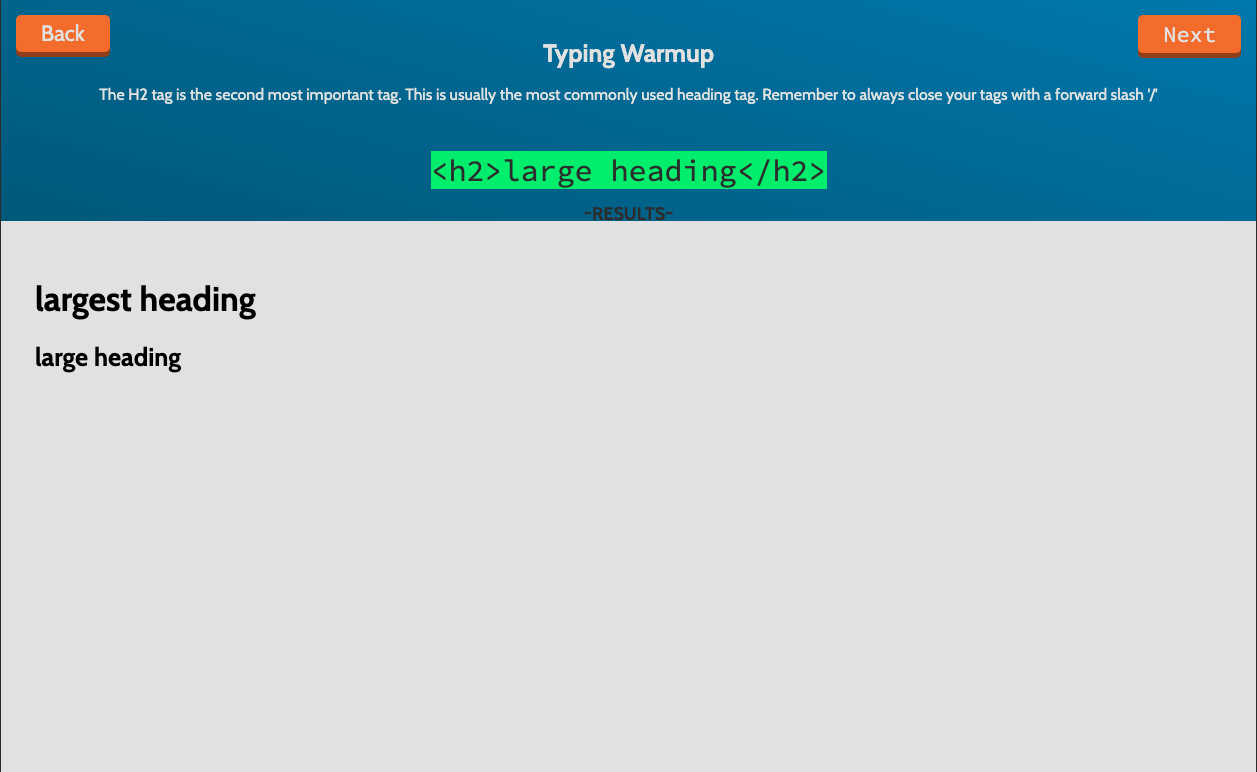 Back
Next
Typing Warmup
The H2 tag is the second most important tag. This is usually the most commonly used heading tag. Remember to always close your tags with a forward slash '/'
<h2>large heading</h2>
~RESULTS~
largest heading
large heading